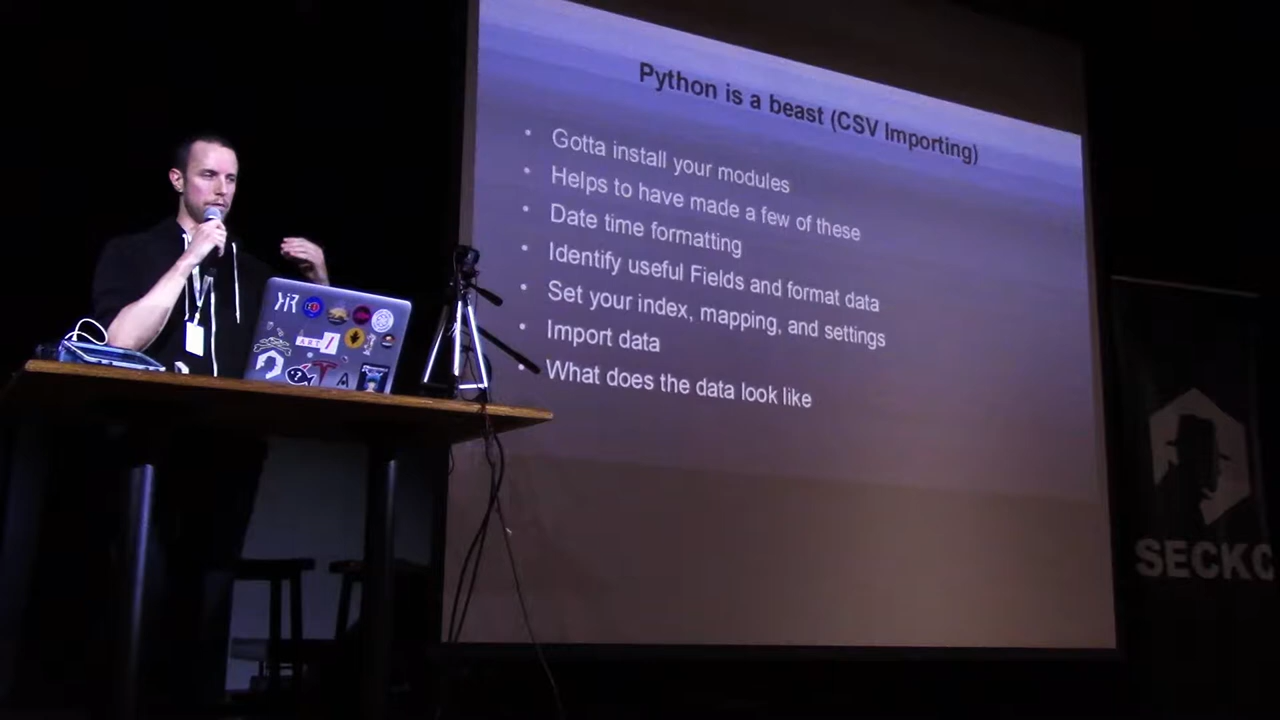 Python is a beast (CSV Importing)
• Gotta install your modules
• Helps to have made a few of these
• Date time formatting
• Identify useful Fields and format data
• Set your index, mapping, and settings
• Import data
• What does the data look like
ART
SECKC